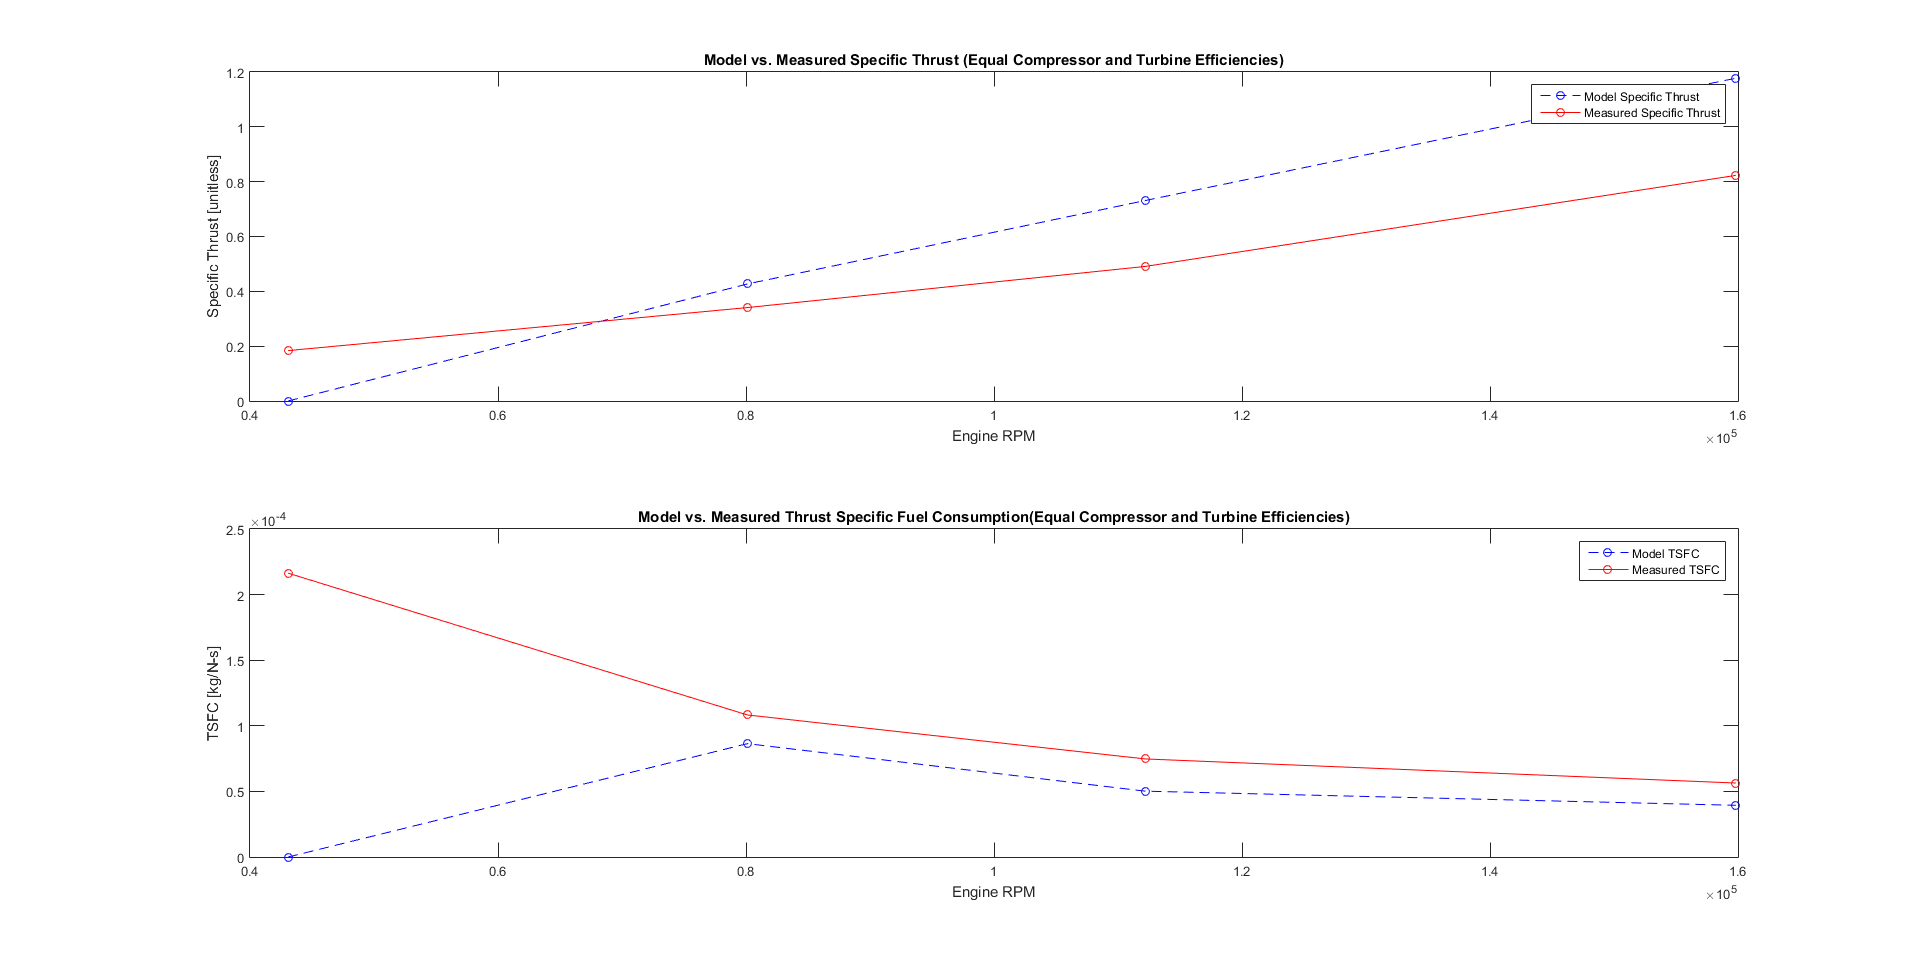 Model vs. Measured Specific Thrust (Equal Compressor and Turbine Efficiencies)
1.2
1
0.8
0.6
0.4
0.2
0
Specific Thrust [unitless]
Model Specific Thrust
Measured Specific Thrust
0.4 0.6 0.8 1 1.2 1.4 1.6
×10^5
Engine RPM
Model vs. Measured Thrust Specific Fuel Consumption(Equal Compressor and Turbine Efficiencies)
×10^-4
2.5
2
1.5
1
0.5
0
TSFC [kg/N-s]
Model TSFC
Measured TSFC
0.4 0.6 0.8 1 1.2 1.4 1.6
×10^5
Engine RPM